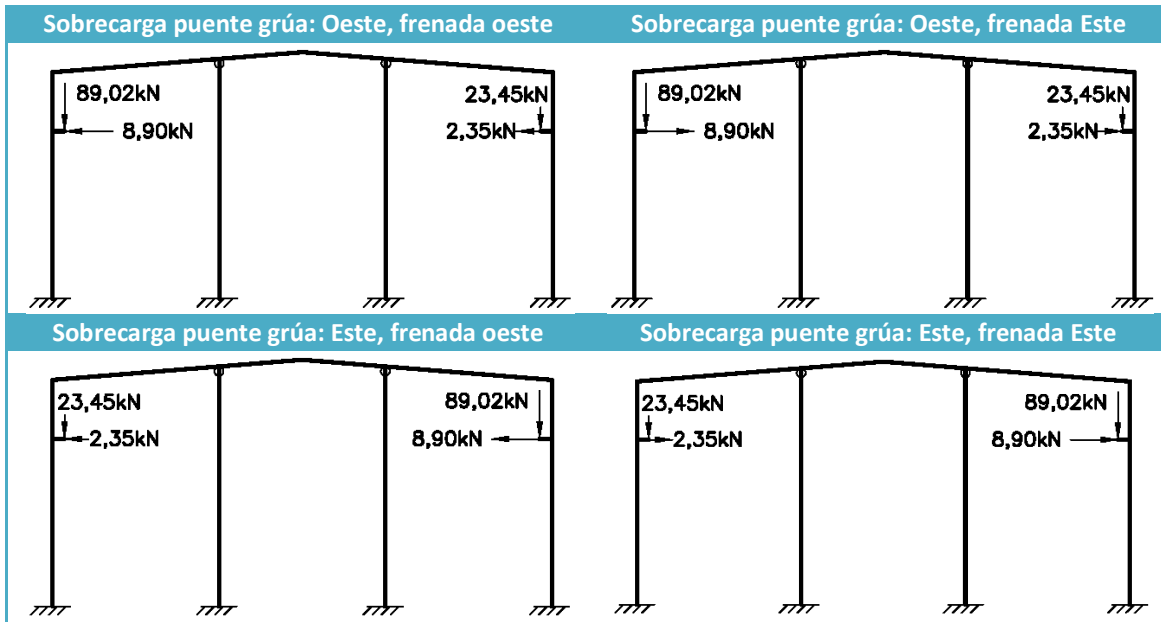 Sobrecarga puente grúa: Oeste, frenada oeste
89,02kN
8,90kN
23,45kN
2,35kN
Sobrecarga puente grúa: Oeste, frenada Este
89,02kN
8,90kN
23,45kN
2,35kN
Sobrecarga puente grúa: Este, frenada oeste
23,45kN
2,35kN
89,02kN
8,90kN
Sobrecarga puente grúa: Este, frenada Este
23,45kN
2,35kN
89,02kN
8,90kN